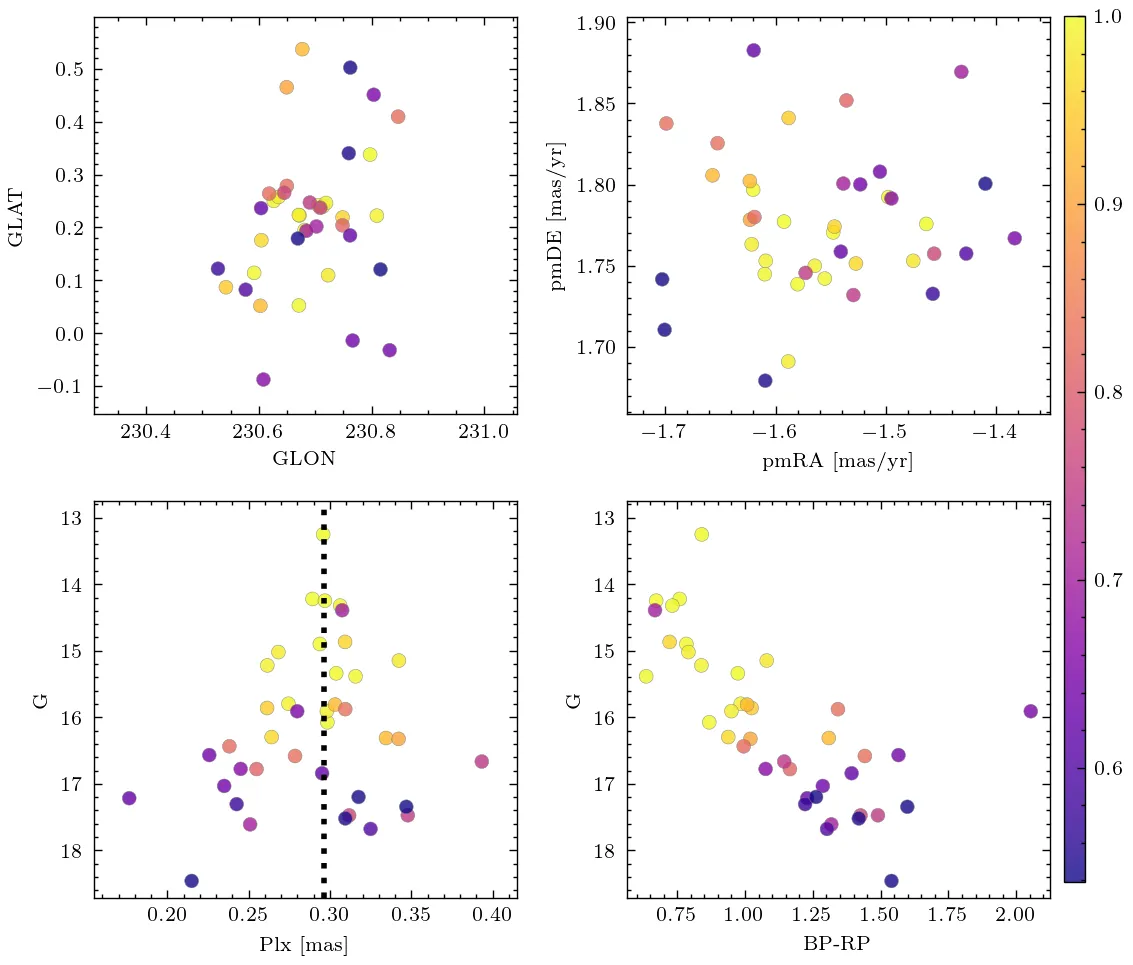 0.5
0.4
0.3
0.2
0.1
0.0
−0.1
GLAT
230.4 230.6 230.8 231.0
GLON
1.90
1.85
1.80
1.75
1.70
pmDE [mas/yr]
−1.7 −1.6 −1.5 −1.4
pmRA [mas/yr]
1.0
0.9
0.8
0.7
0.6
13
14
15
16
17
18
G
0.20 0.25 0.30 0.35 0.40
Plx [mas]
13
14
15
16
17
18
G
0.75 1.00 1.25 1.50 1.75 2.00
BP-RP